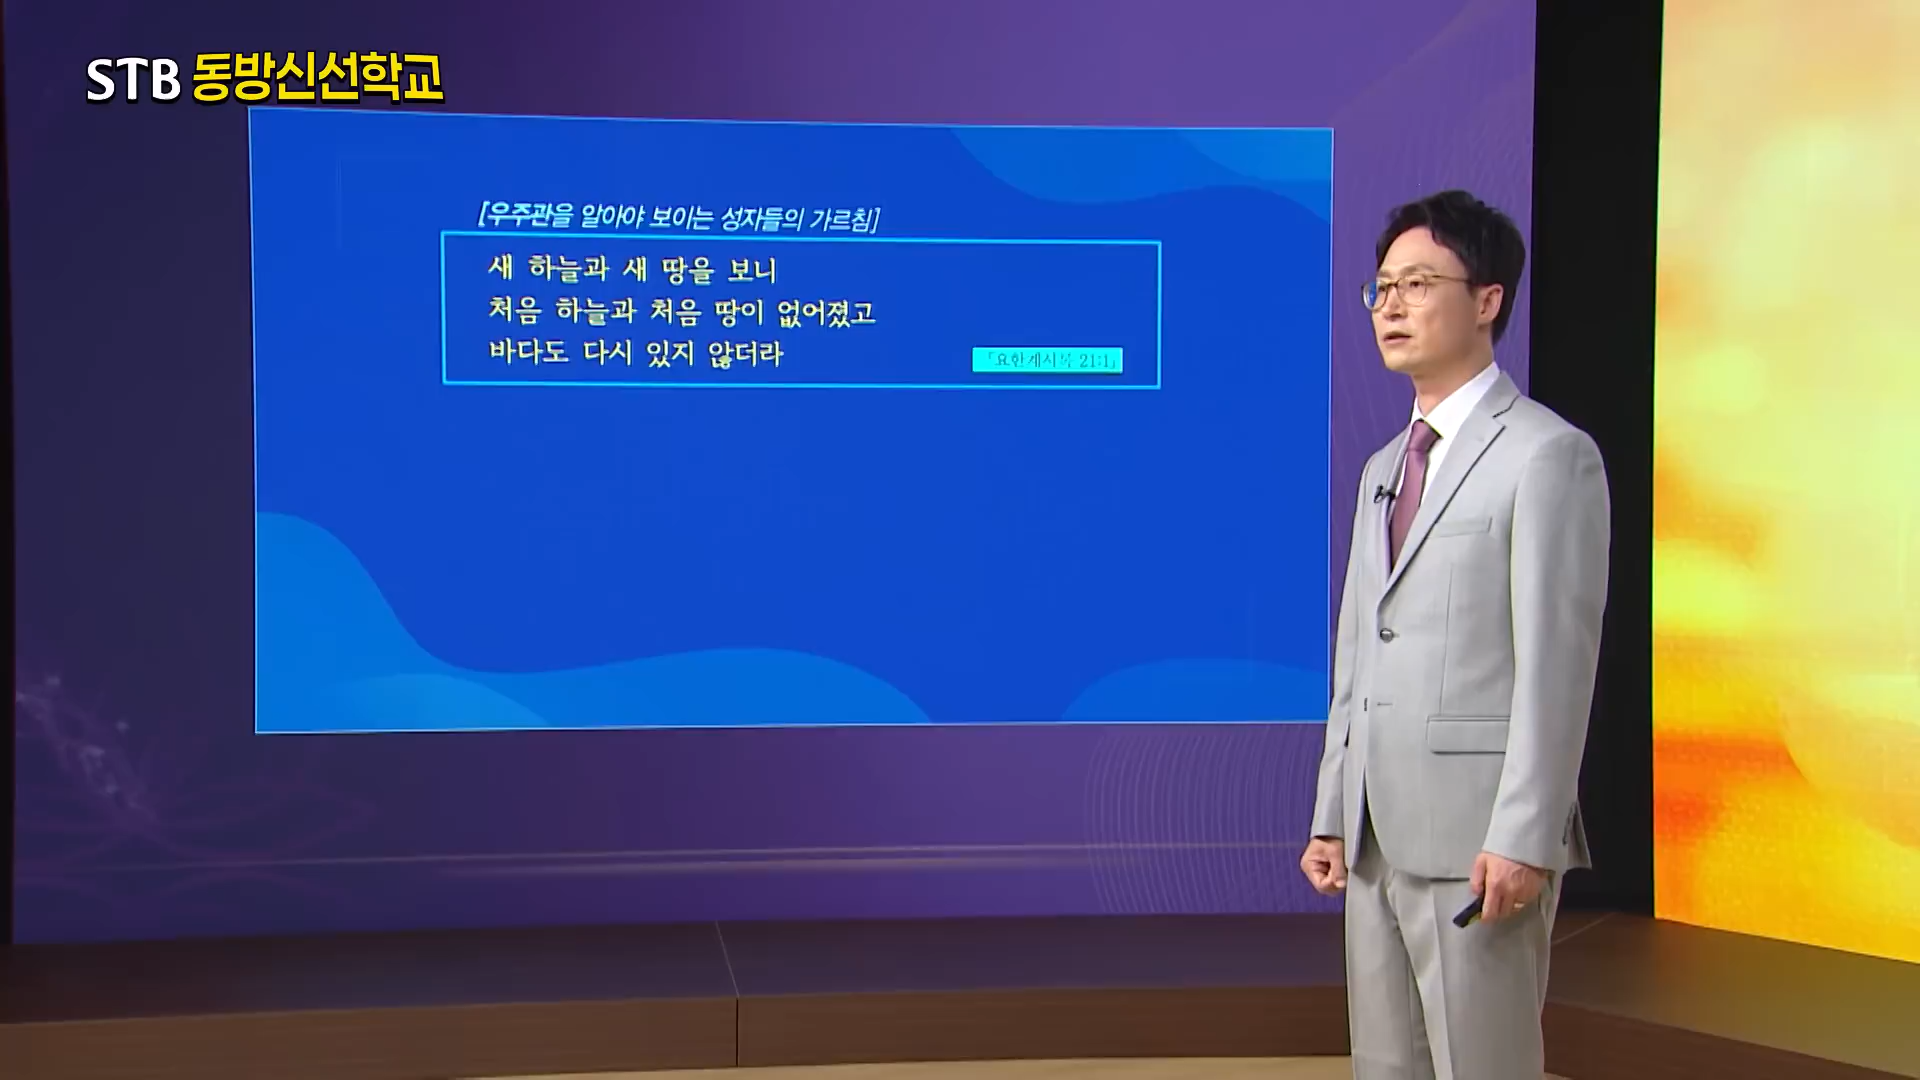 STB 동방신선학교
[우주관을 알아야 보이는 성자들의 가르침]
새 하늘과 새 땅을 보니
처음 하늘과 처음 땅이 없어졌고
바다도 다시 있지 않더라
「요한계시록 21:1」